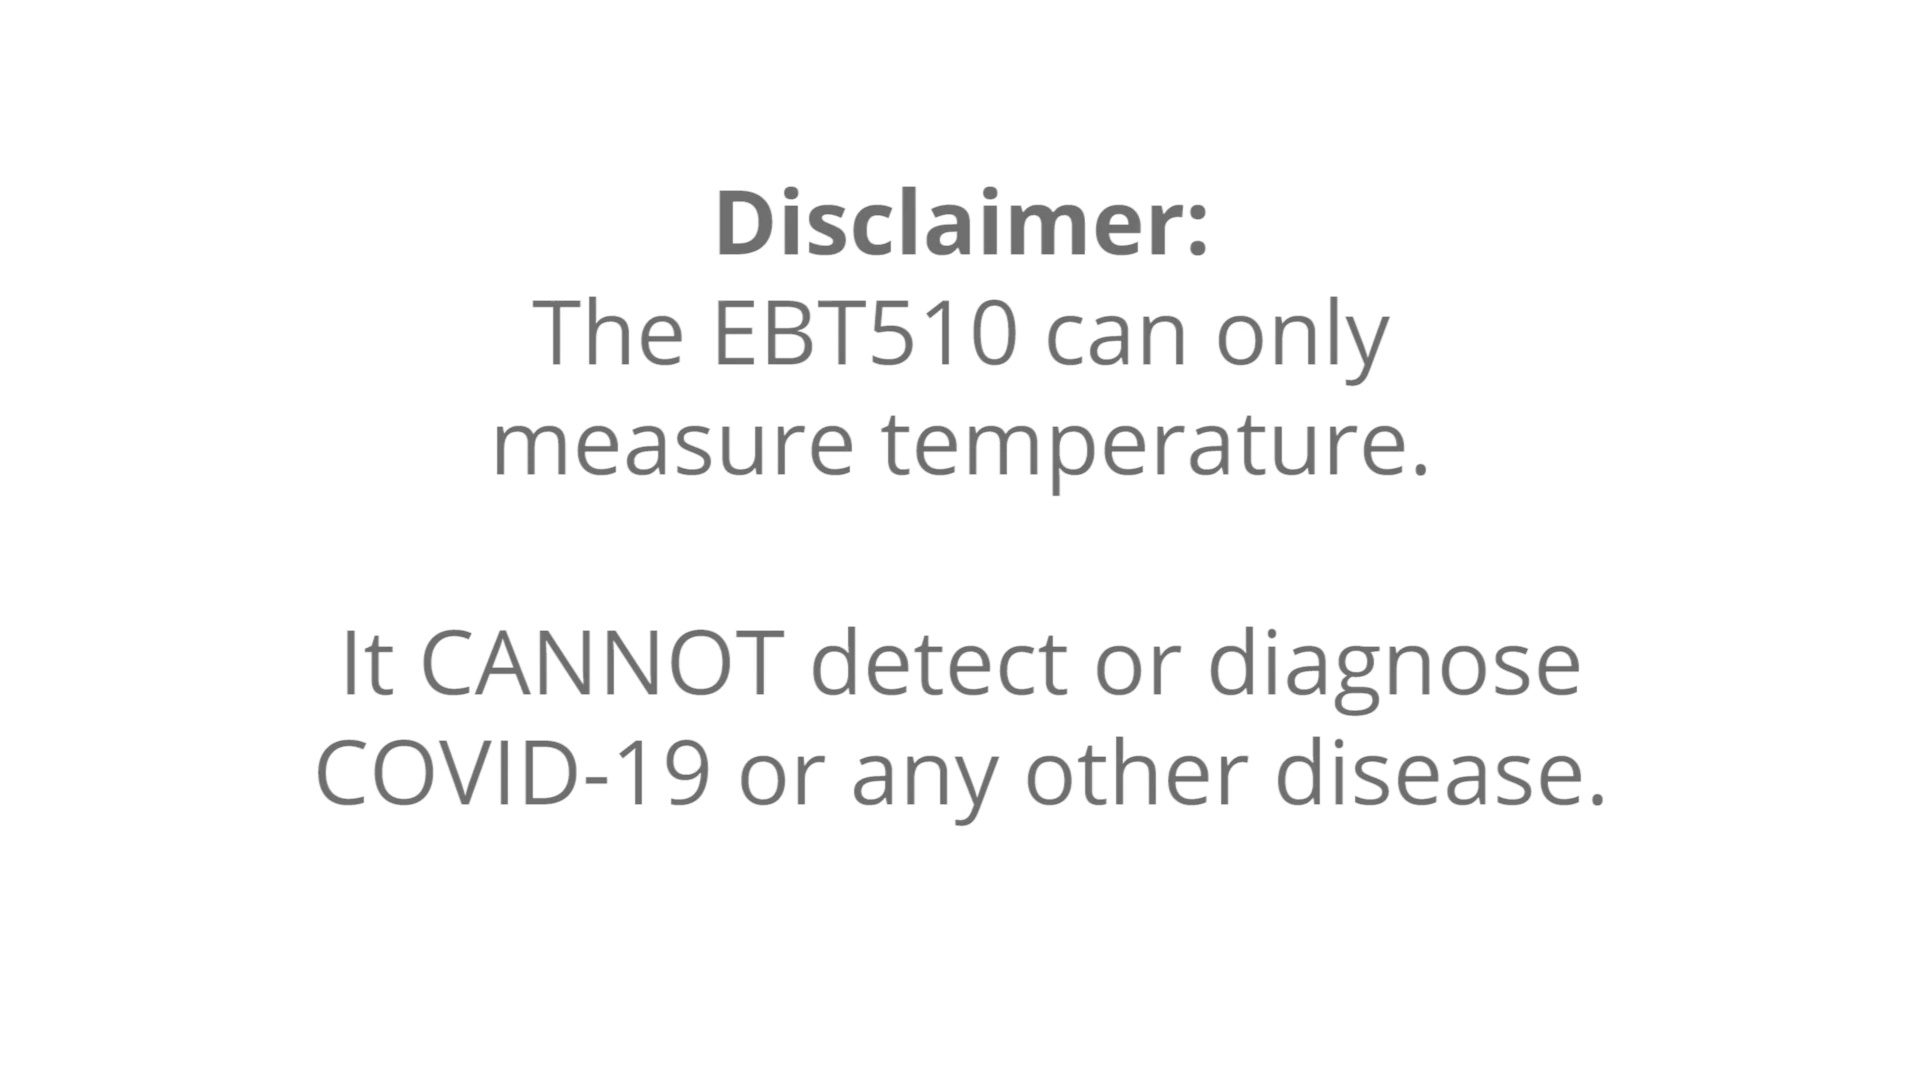 Disclaimer:
The EBT510 can only
measure temperature.
It CANNOT detect or diagnose
COVID-19 or any other disease.